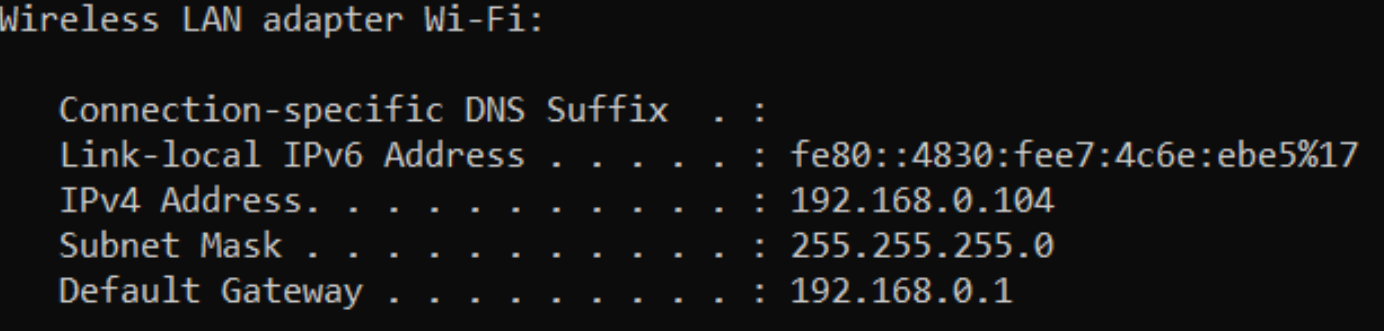 Wireless LAN adapter Wi-Fi:
Connection-specific DNS Suffix  . :
Link-local IPv6 Address . . . . . : fe80::4830:fee7:4c6e:ebe5%17
IPv4 Address. . . . . . . . . . . : 192.168.0.104
Subnet Mask . . . . . . . . . . . : 255.255.255.0
Default Gateway . . . . . . . . . : 192.168.0.1